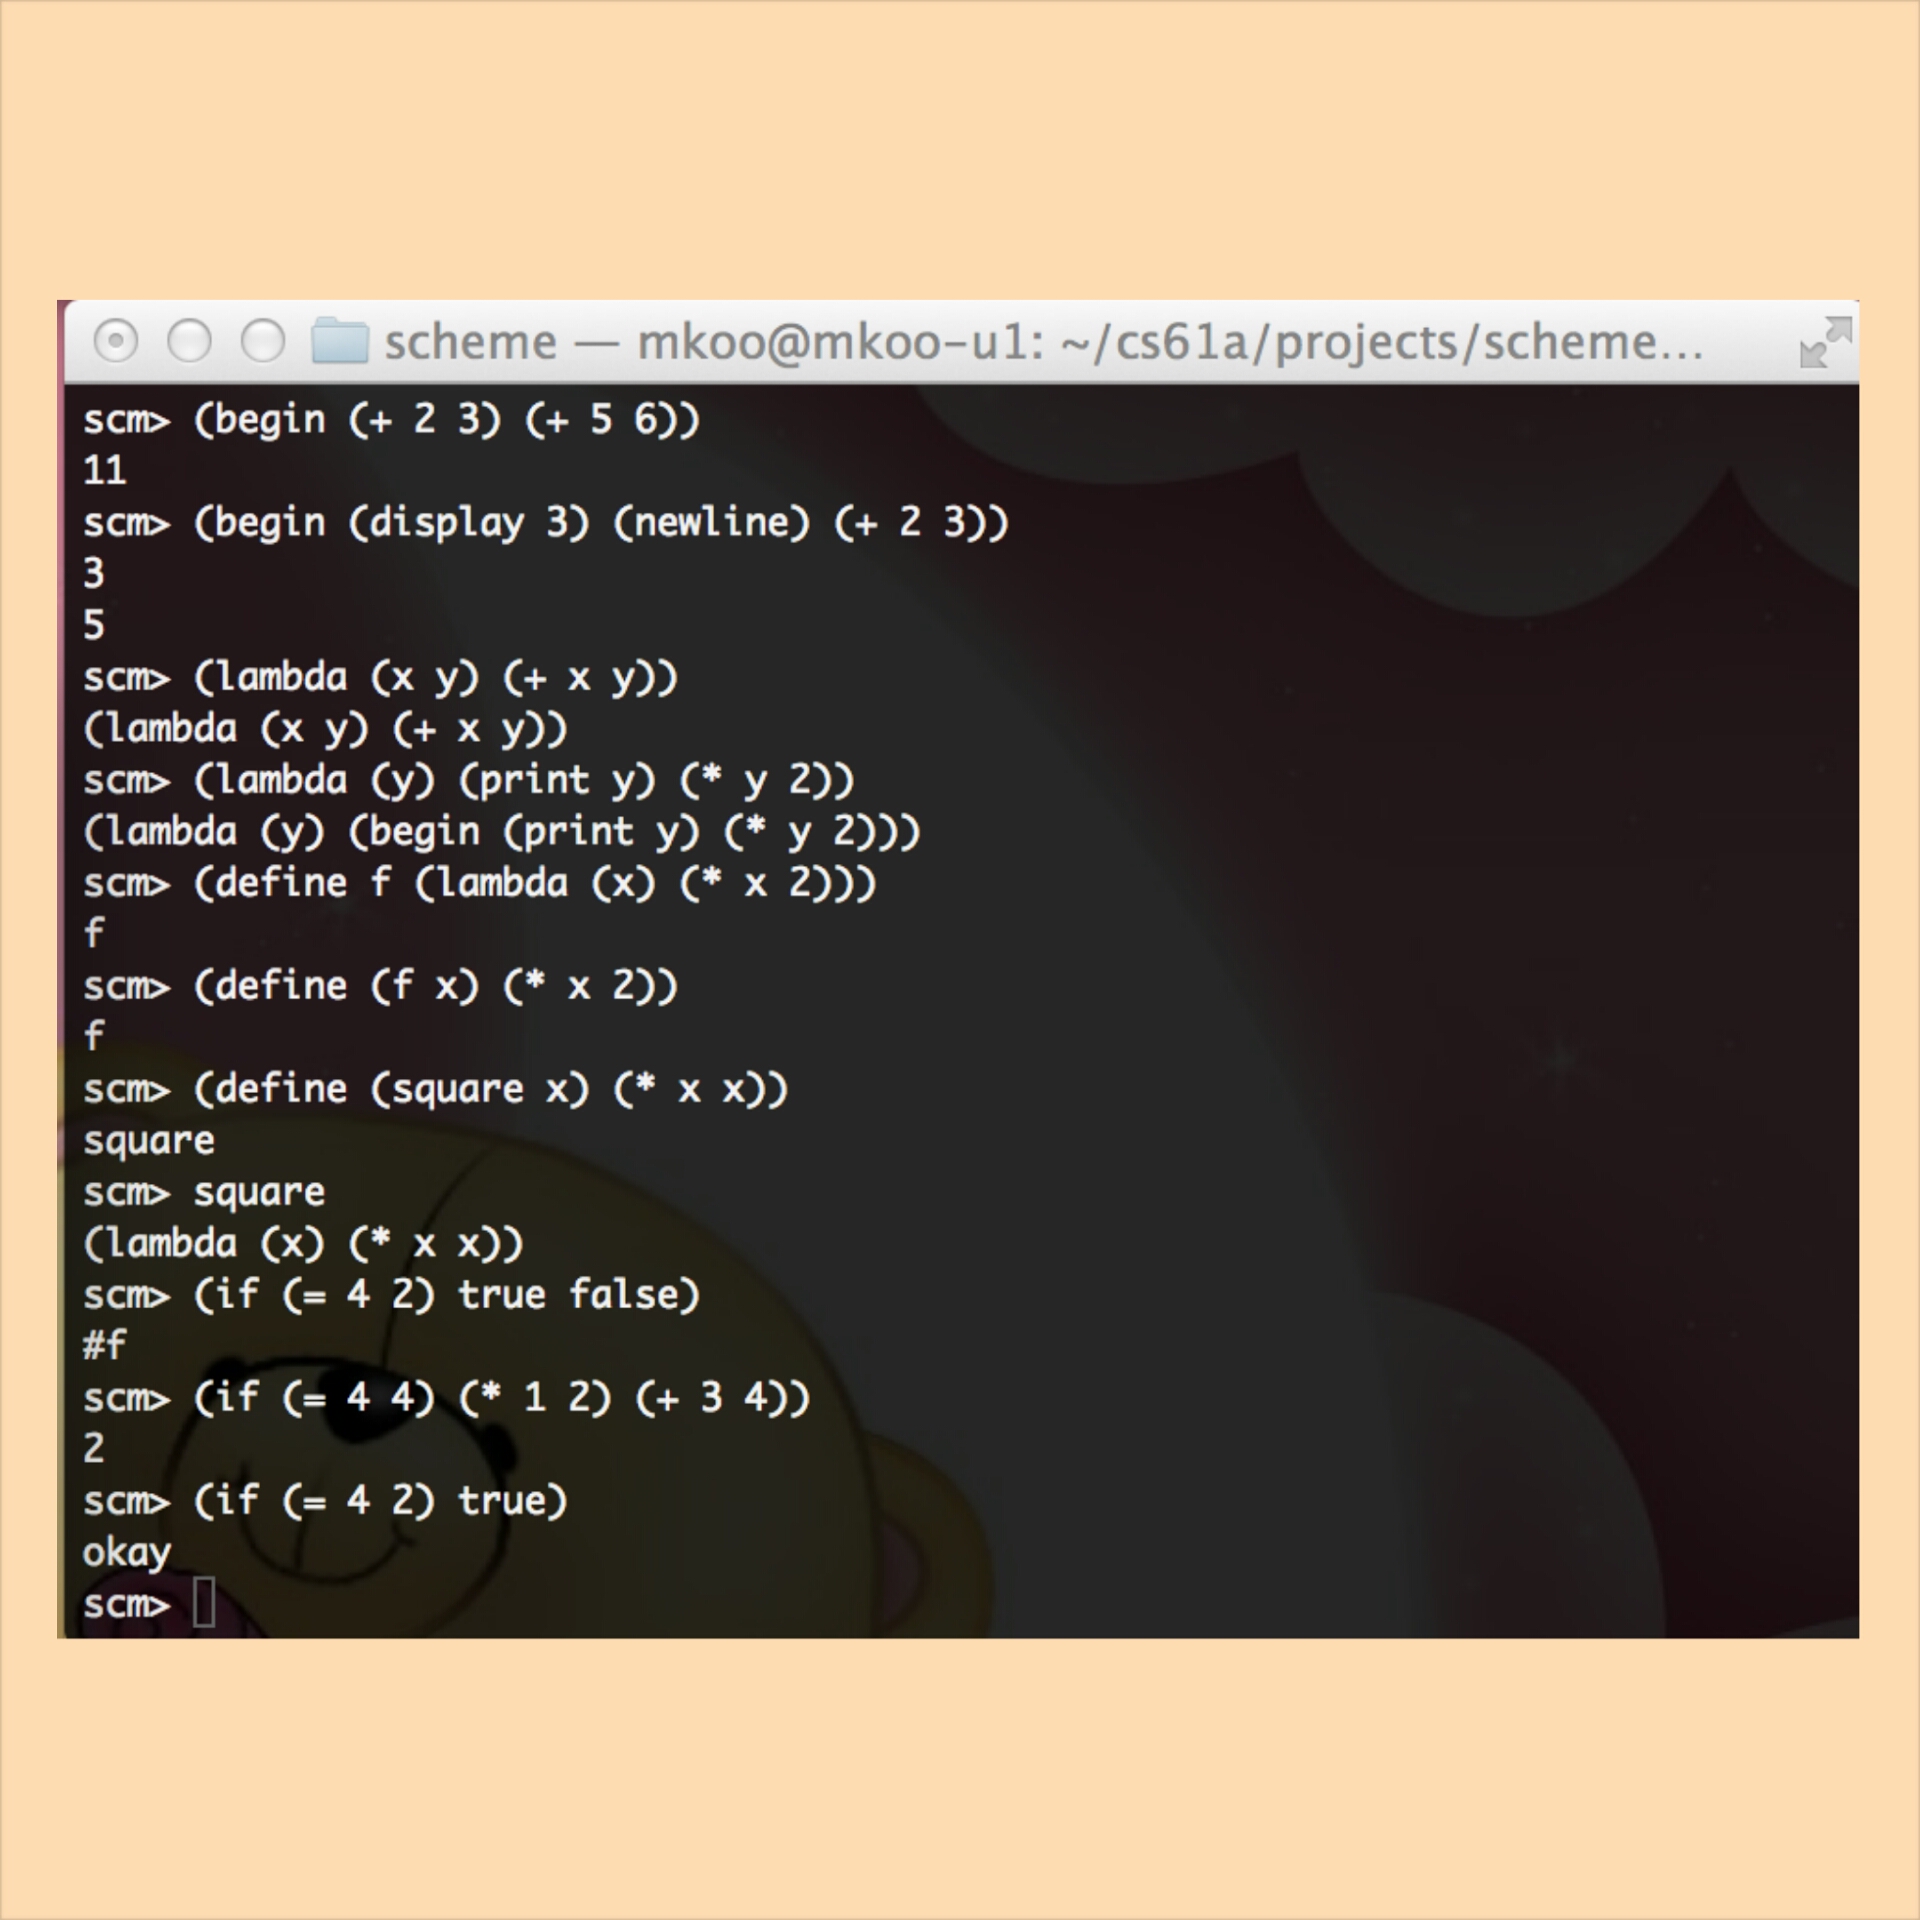 scheme — mkoo@mkoo-u1: ~/cs61a/projects/scheme...
scm> (begin (+ 2 3) (+ 5 6))
11
scm> (begin (display 3) (newline) (+ 2 3))
3
5
scm> (lambda (x y) (+ x y))
(lambda (x y) (+ x y))
scm> (lambda (y) (print y) (* y 2))
(lambda (y) (begin (print y) (* y 2)))
scm> (define f (lambda (x) (* x 2)))
f
scm> (define (f x) (* x 2))
f
scm> (define (square x) (* x x))
square
scm> square
(lambda (x) (* x x))
scm> (if (= 4 2) true false)
#f
scm> (if (= 4 4) (* 1 2) (+ 3 4))
2
scm> (if (= 4 2) true)
okay
scm>